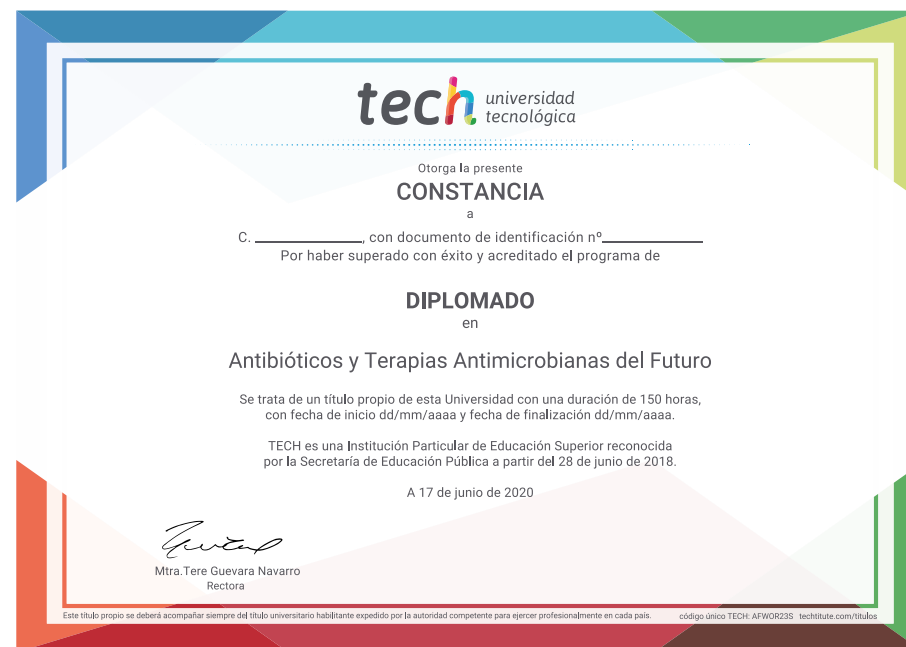 tech universidad
tecnológica
Otorga la presente
CONSTANCIA
a
C. ____________, con documento de identificación nº____________
Por haber superado con éxito y acreditado el programa de
DIPLOMADO
en
Antibióticos y Terapias Antimicrobianas del Futuro
Se trata de un título propio de esta Universidad con una duración de 150 horas,
con fecha de inicio dd/mm/aaaa y fecha de finalización dd/mm/aaaa.
TECH es una Institución Particular de Educación Superior reconocida
por la Secretaría de Educación Pública a partir del 28 de junio de 2018.
A 17 de junio de 2020
Mtra.Tere Guevara Navarro
Rectora
Este título propio se deberá acompañar siempre del título universitario habilitante expedido por la autoridad competente para ejercer profesionalmente en cada país. código único TECH: AFWOR23S techtitute.com/titulos